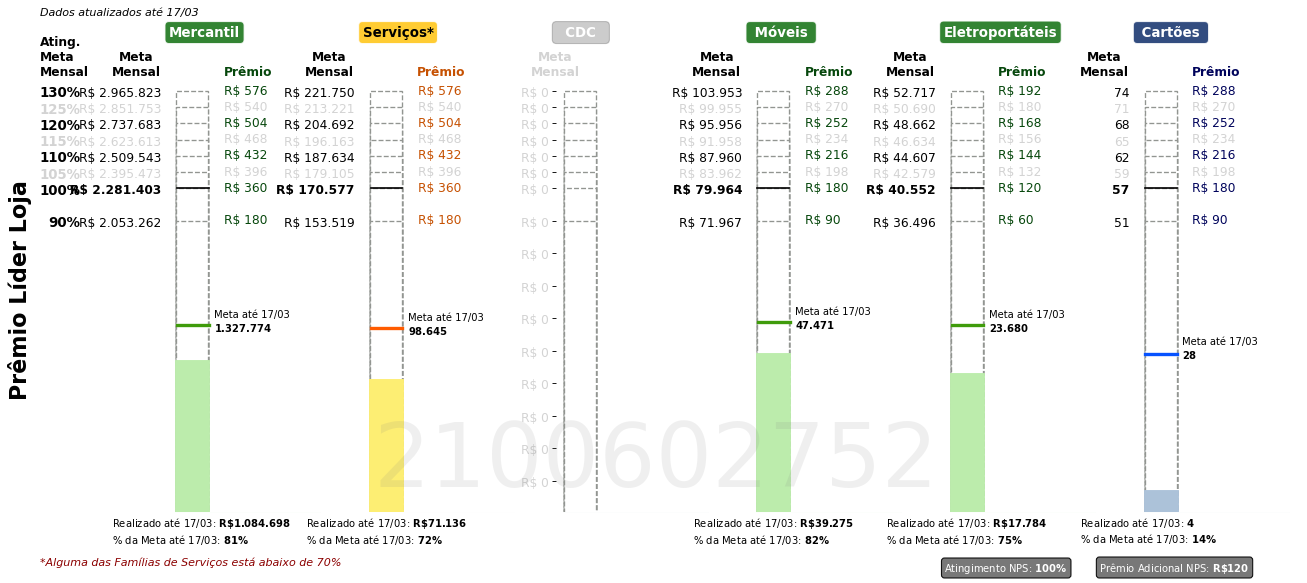 Dados atualizados até 17/03
Mercantil Serviços* CDC Móveis Eletroportáteis Cartões
Ating.
Meta Meta Meta Meta Meta Meta Meta
Mensal Mensal Prêmio Mensal Prêmio Mensal Mensal Prêmio Mensal Prêmio Mensal Prêmio
130% R$ 2.965.823 R$ 576 R$ 221.750 R$ 576 R$ 0 R$ 103.953 R$ 288 R$ 52.717 R$ 192 74 R$ 288
125% R$ 2.851.753 R$ 540 R$ 213.221 R$ 540 R$ 0 R$ 99.955 R$ 270 R$ 50.690 R$ 180 71 R$ 270
120% R$ 2.737.683 R$ 504 R$ 204.692 R$ 504 R$ 0 R$ 95.956 R$ 252 R$ 48.662 R$ 168 68 R$ 252
115% R$ 2.623.613 R$ 468 R$ 196.163 R$ 468 R$ 0 R$ 91.958 R$ 234 R$ 46.634 R$ 156 65 R$ 234
110% R$ 2.509.543 R$ 432 R$ 187.634 R$ 432 R$ 0 R$ 87.960 R$ 216 R$ 44.607 R$ 144 62 R$ 216
105% R$ 2.395.473 R$ 396 R$ 179.105 R$ 396 R$ 0 R$ 83.962 R$ 198 R$ 42.579 R$ 132 59 R$ 198
100% R$ 2.281.403 R$ 360 R$ 170.577 R$ 360 R$ 0 R$ 79.964 R$ 180 R$ 40.552 R$ 120 57 R$ 180
90% R$ 2.053.262 R$ 180 R$ 153.519 R$ 180 R$ 0 R$ 71.967 R$ 90 R$ 36.496 R$ 60 51 R$ 90
R$ 0
R$ 0
R$ 0
R$ 0
R$ 0
R$ 0
R$ 0
R$ 0
Prêmio Líder Loja
Meta até 17/03
1.327.774
Meta até 17/03
98.645
Meta até 17/03
47.471
Meta até 17/03
23.680
Meta até 17/03
28
2100602752
Realizado até 17/03: R$1.084.698
% da Meta até 17/03: 81%
Realizado até 17/03: R$71.136
% da Meta até 17/03: 72%
Realizado até 17/03: R$39.275
% da Meta até 17/03: 82%
Realizado até 17/03: R$17.784
% da Meta até 17/03: 75%
Realizado até 17/03: 4
% da Meta até 17/03: 14%
*Alguma das Famílias de Serviços está abaixo de 70%
Atingimento NPS: 100%
Prêmio Adicional NPS: R$120